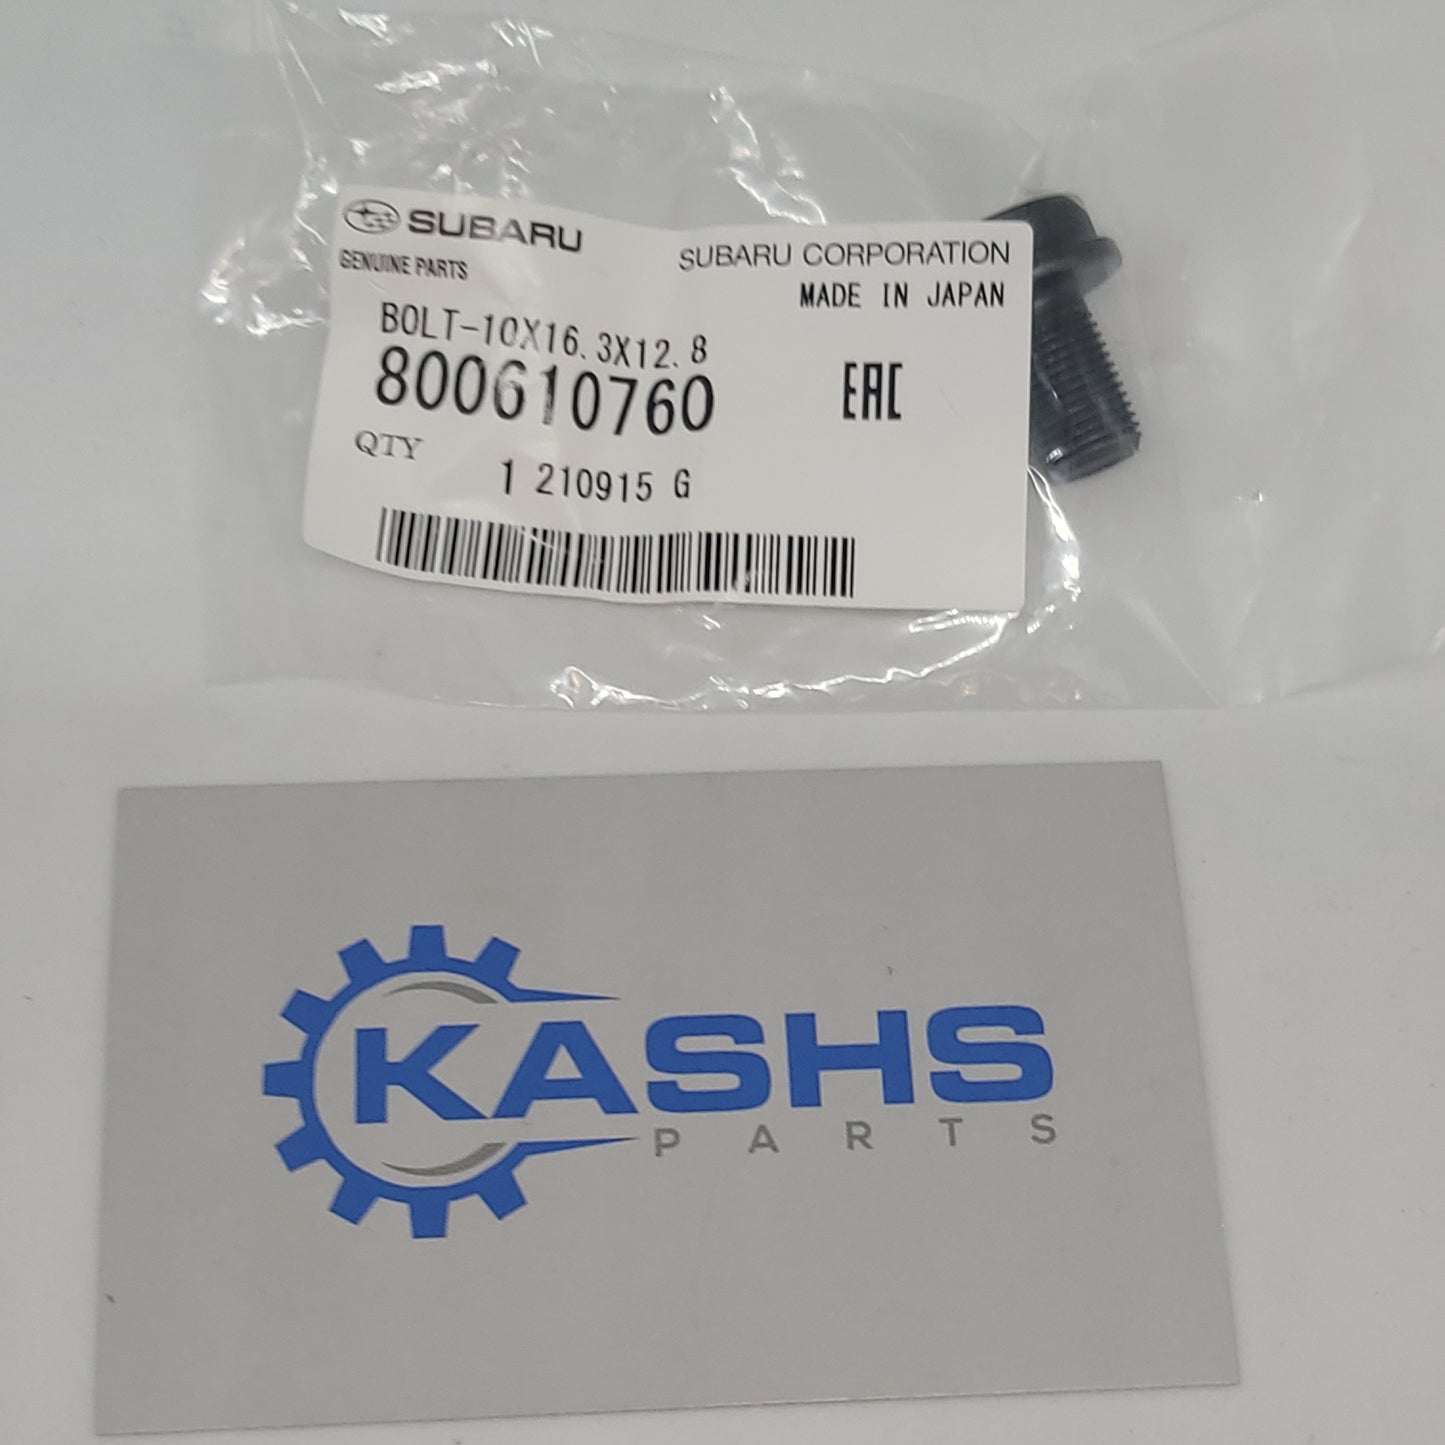 SUBARU
GENUINE PARTS
SUBARU CORPORATION
MADE IN JAPAN
BOLT-10X16.3X12.8
800610760
EAC
QTY
1 210915 G
KASHS
PARTS